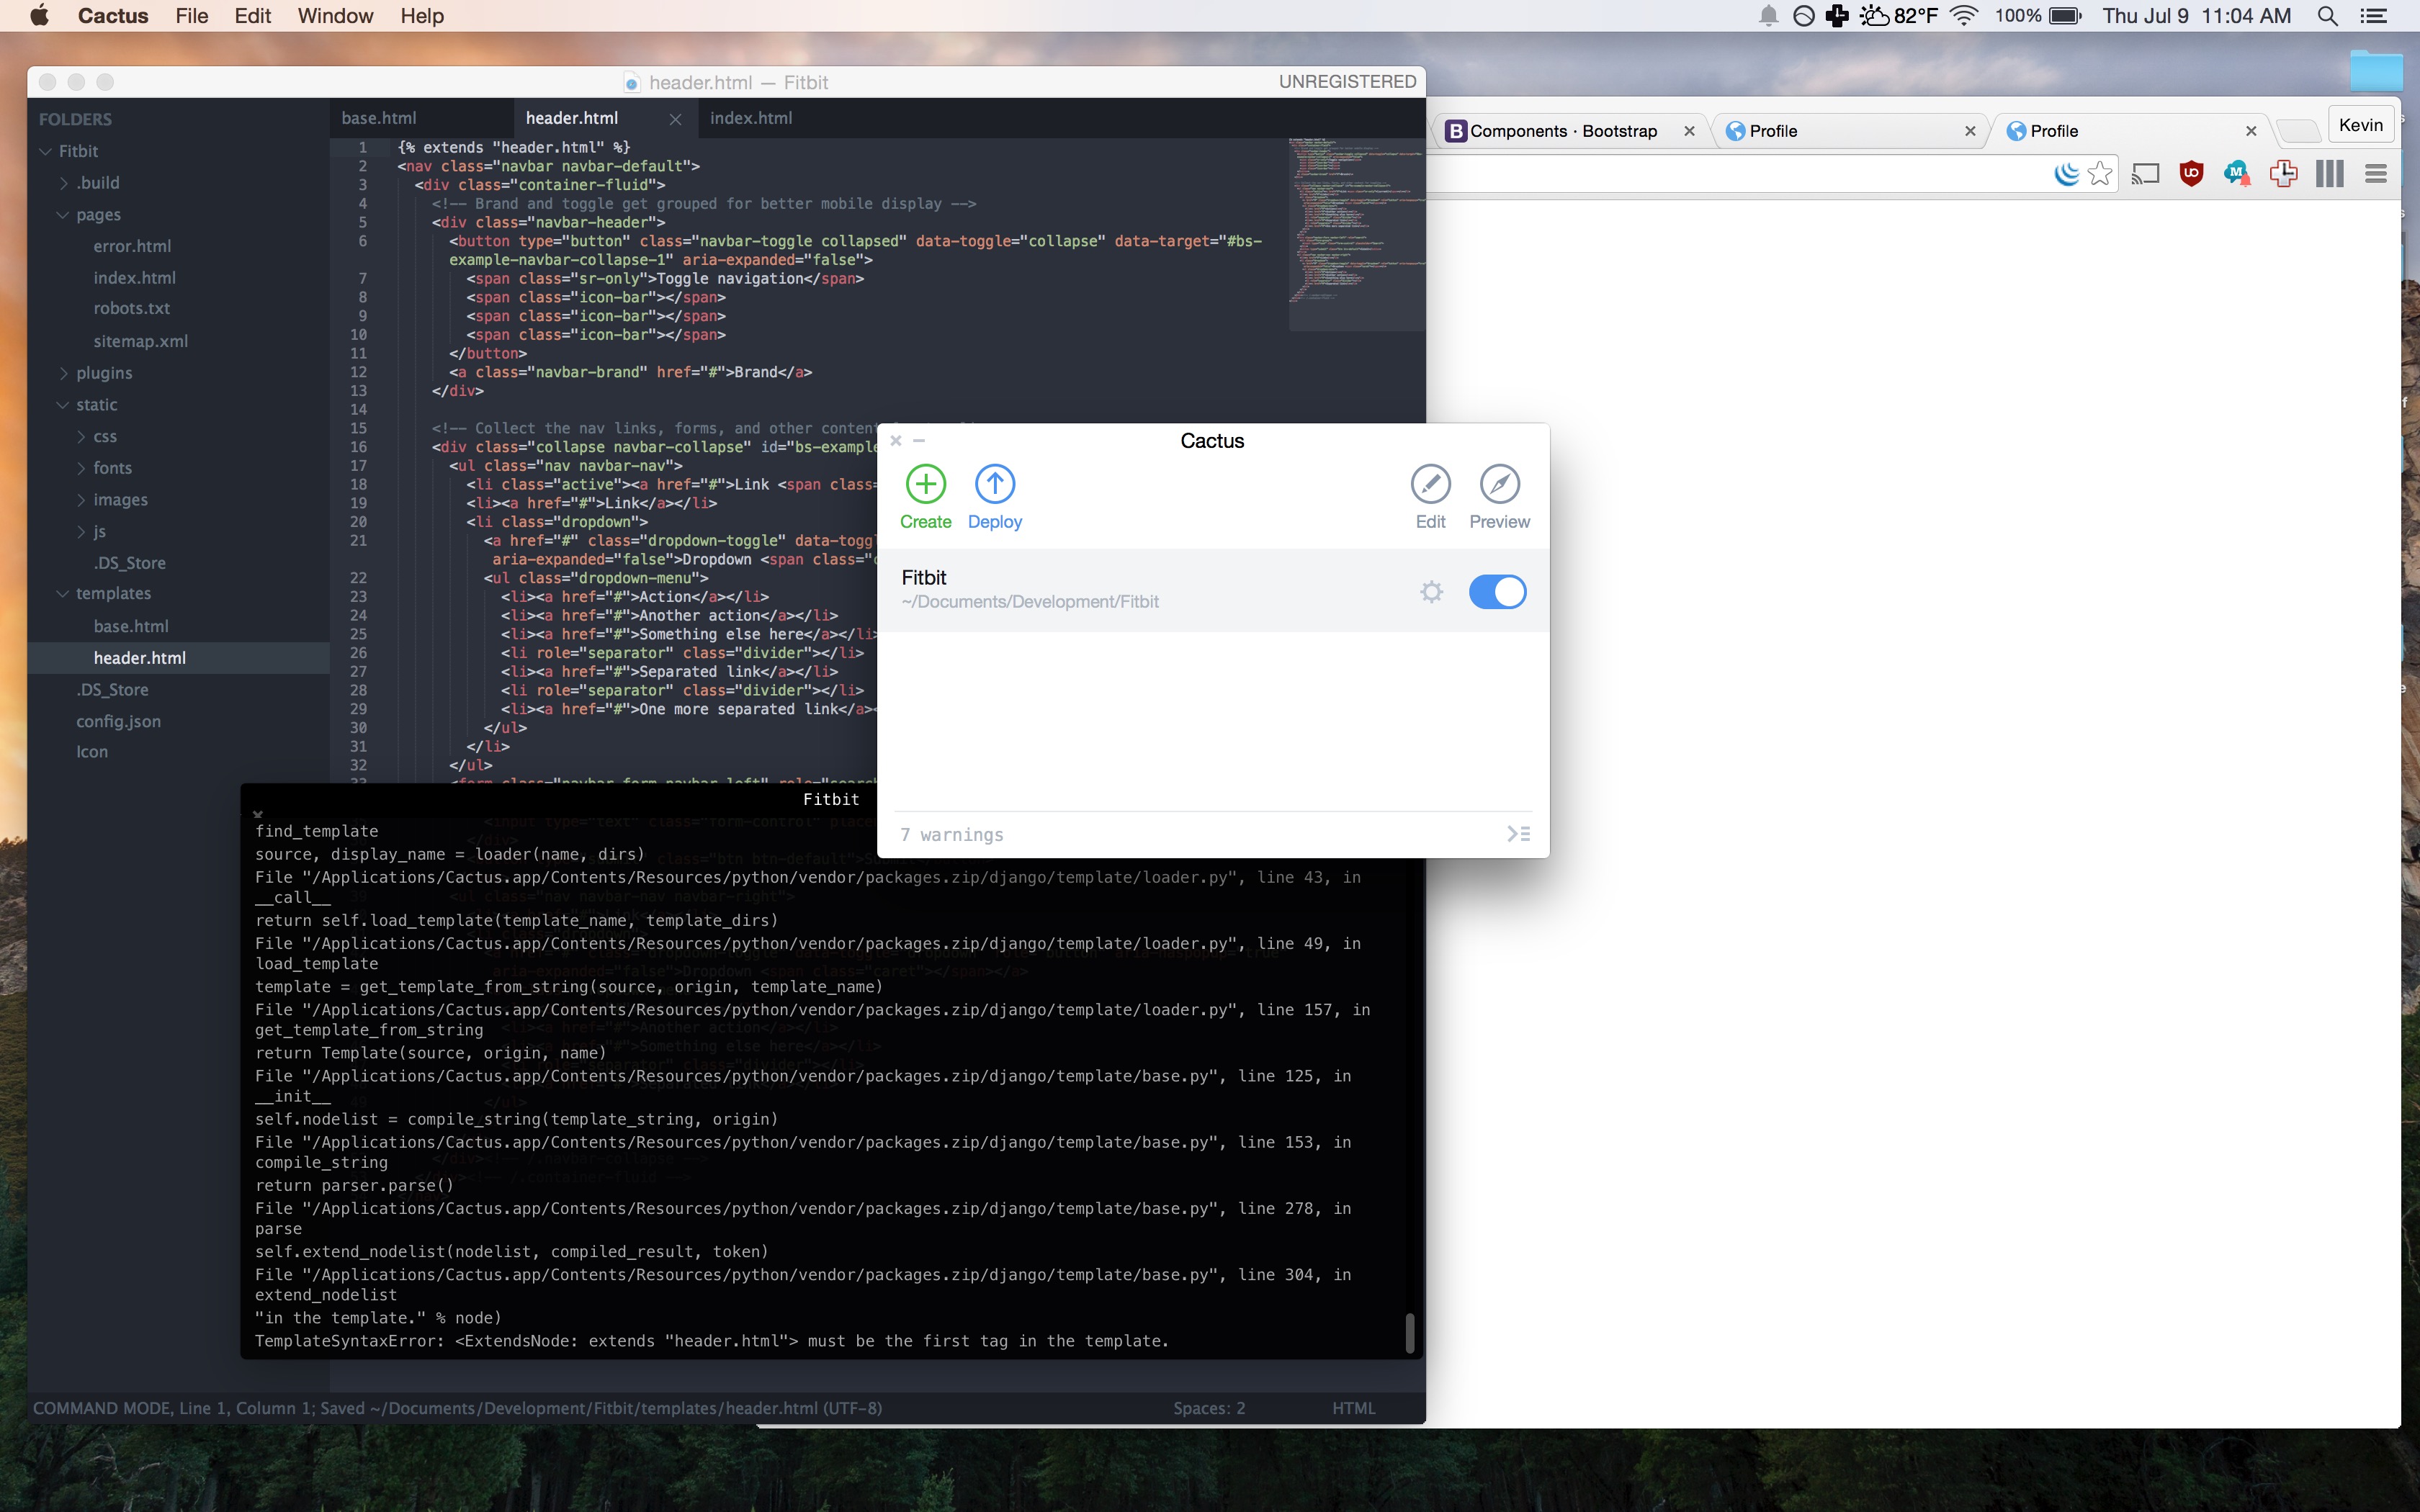 Cactus File Edit Window Help
82°F 100% Thu Jul 9 11:04 AM
header.html — Fitbit UNREGISTERED
FOLDERS
Fitbit
.build
pages
error.html
index.html
robots.txt
sitemap.xml
plugins
static
css
fonts
images
js
.DS_Store
templates
base.html
header.html
.DS_Store
config.json
Icon
base.html header.html index.html
1 {% extends "header.html" %}
2 <nav class="navbar navbar-default">
3 <div class="container-fluid">
4 <!-- Brand and toggle get grouped for better mobile display -->
5 <div class="navbar-header">
6 <button type="button" class="navbar-toggle collapsed" data-toggle="collapse" data-target="#bs-
example-navbar-collapse-1" aria-expanded="false">
7 <span class="sr-only">Toggle navigation</span>
8 <span class="icon-bar"></span>
9 <span class="icon-bar"></span>
10 <span class="icon-bar"></span>
11 </button>
12 <a class="navbar-brand" href="#">Brand</a>
13 </div>
14
15 <!-- Collect the nav links, forms, and other content
16 <div class="collapse navbar-collapse" id="bs-example
17 <ul class="nav navbar-nav">
18 <li class="active"><a href="#">Link <span class=
19 <li><a href="#">Link</a></li>
20 <li class="dropdown">
21 <a href="#" class="dropdown-toggle" data-toggl
aria-expanded="false">Dropdown <span class="c
22 <ul class="dropdown-menu">
23 <li><a href="#">Action</a></li>
24 <li><a href="#">Another action</a></li>
25 <li><a href="#">Something else here</a></li>
26 <li role="separator" class="divider"></li>
27 <li><a href="#">Separated link</a></li>
28 <li role="separator" class="divider"></li>
29 <li><a href="#">One more separated link</a><
30 </ul>
31 </li>
32 </ul>
33 <form class="navbar-form navbar-left" role="searc
Components · Bootstrap Profile Profile Kevin
Cactus
Create Deploy Edit Preview
Fitbit
~/Documents/Development/Fitbit
7 warnings
Fitbit
find_template
source, display_name = loader(name, dirs)
File "/Applications/Cactus.app/Contents/Resources/python/vendor/packages.zip/django/template/loader.py", line 43, in
__call__
return self.load_template(template_name, template_dirs)
File "/Applications/Cactus.app/Contents/Resources/python/vendor/packages.zip/django/template/loader.py", line 49, in
load_template
template = get_template_from_string(source, origin, template_name)
File "/Applications/Cactus.app/Contents/Resources/python/vendor/packages.zip/django/template/loader.py", line 157, in
get_template_from_string
return Template(source, origin, name)
File "/Applications/Cactus.app/Contents/Resources/python/vendor/packages.zip/django/template/base.py", line 125, in
__init__
self.nodelist = compile_string(template_string, origin)
File "/Applications/Cactus.app/Contents/Resources/python/vendor/packages.zip/django/template/base.py", line 153, in
compile_string
return parser.parse()
File "/Applications/Cactus.app/Contents/Resources/python/vendor/packages.zip/django/template/base.py", line 278, in
parse
self.extend_nodelist(nodelist, compiled_result, token)
File "/Applications/Cactus.app/Contents/Resources/python/vendor/packages.zip/django/template/base.py", line 304, in
extend_nodelist
"in the template." % node)
TemplateSyntaxError: <ExtendsNode: extends "header.html"> must be the first tag in the template.
COMMAND MODE, Line 1, Column 1; Saved ~/Documents/Development/Fitbit/templates/header.html (UTF-8) Spaces: 2 HTML